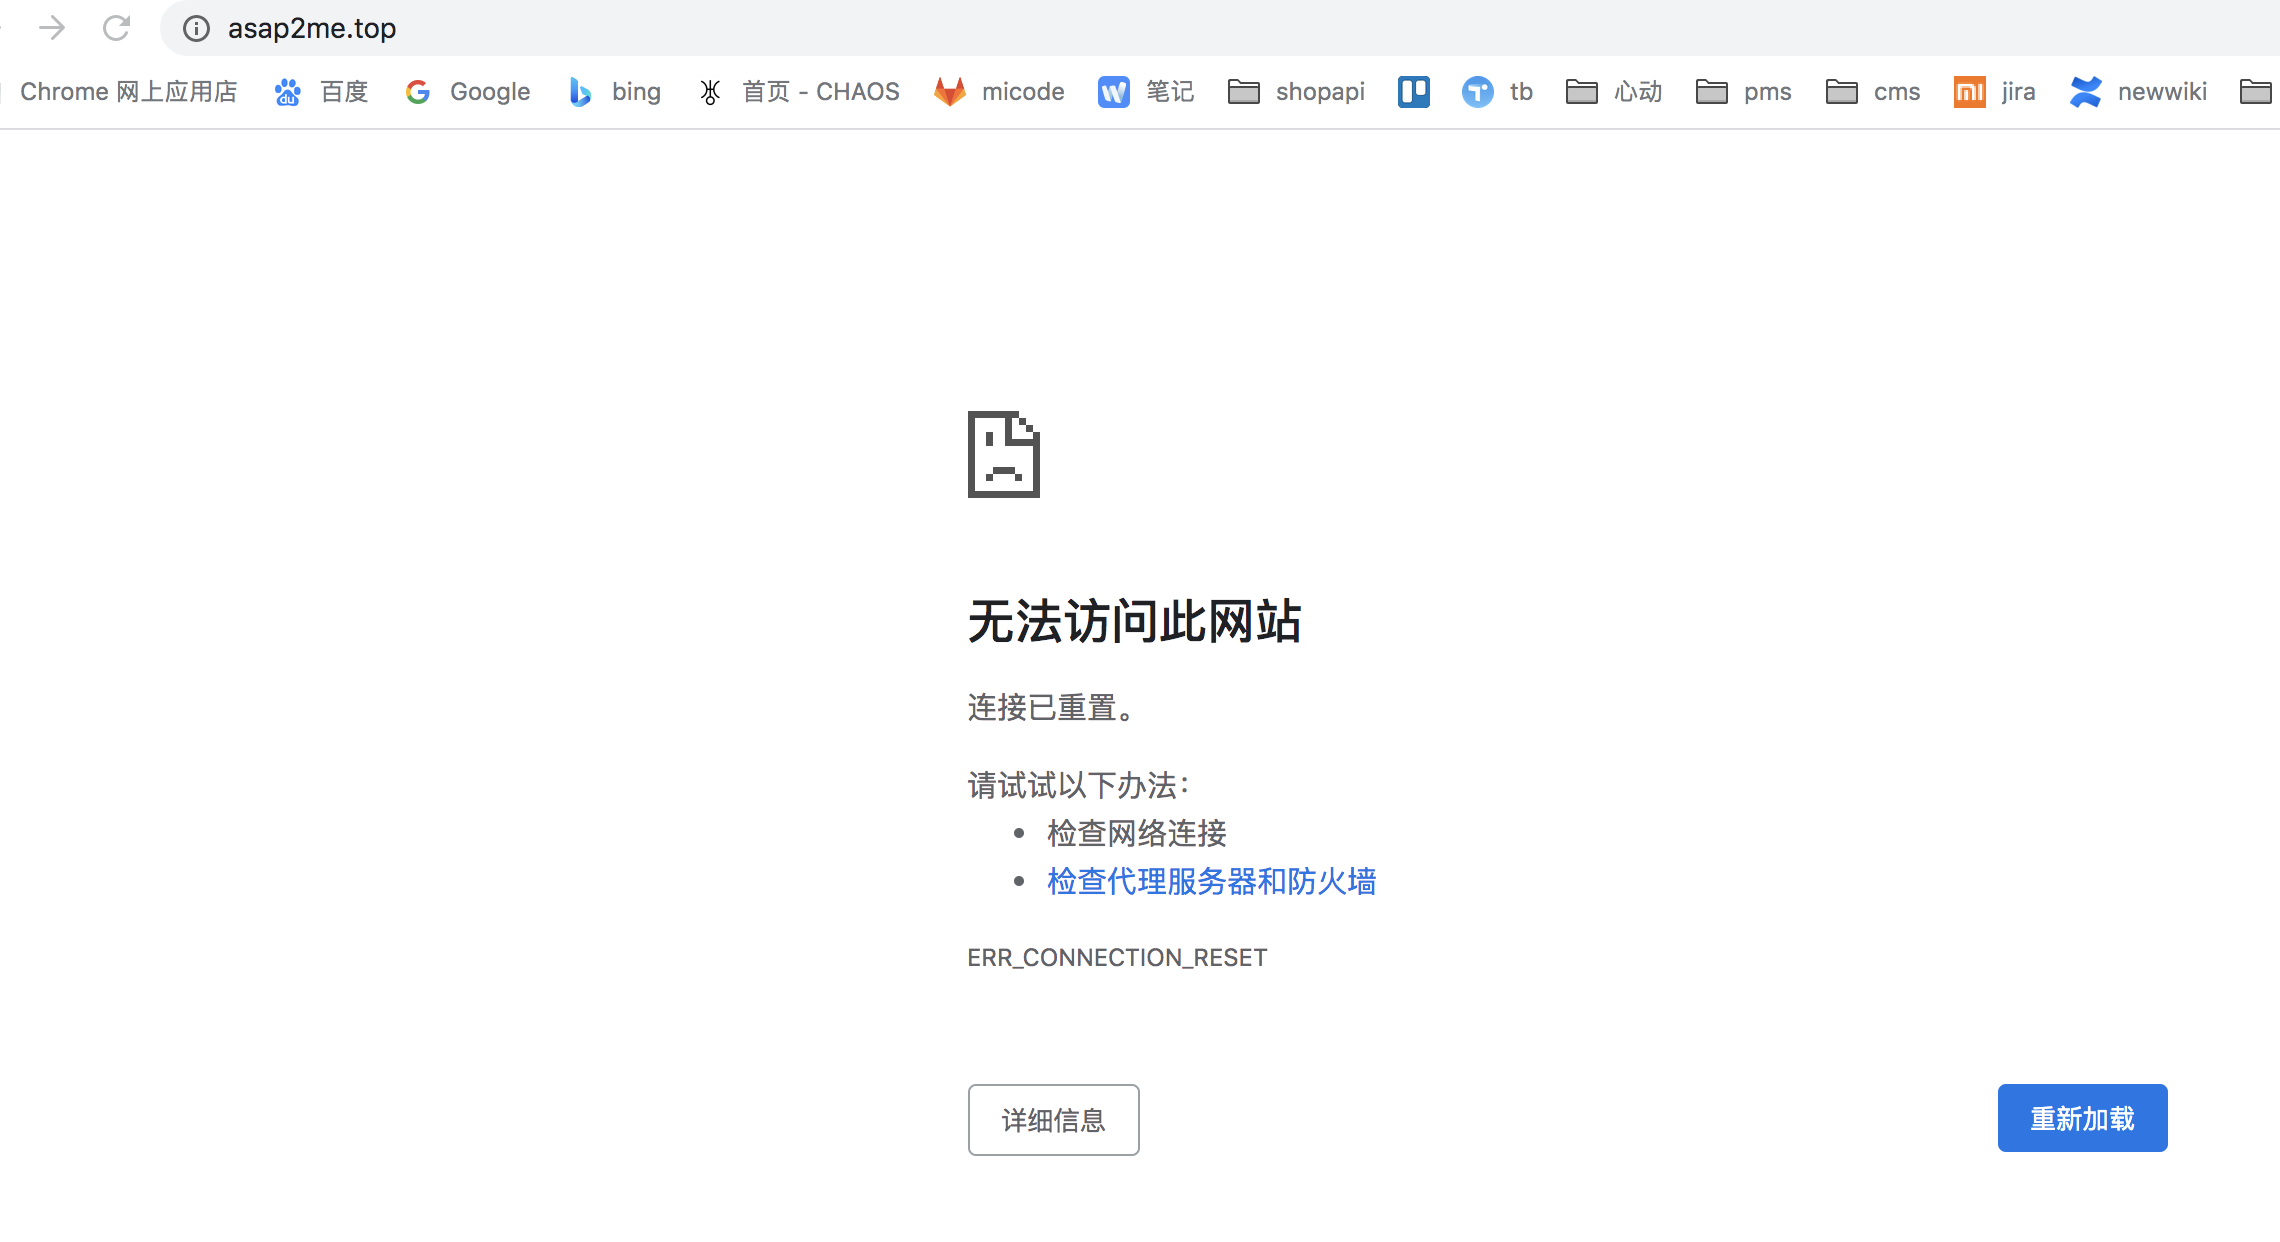 asap2me.top
Chrome 网上应用店 百度 Google bing 首页 - CHAOS micode 笔记 shopapi tb 心动 pms cms jira newwiki
无法访问此网站
连接已重置。
请试试以下办法：
• 检查网络连接
• 检查代理服务器和防火墙
ERR_CONNECTION_RESET
详细信息 重新加载